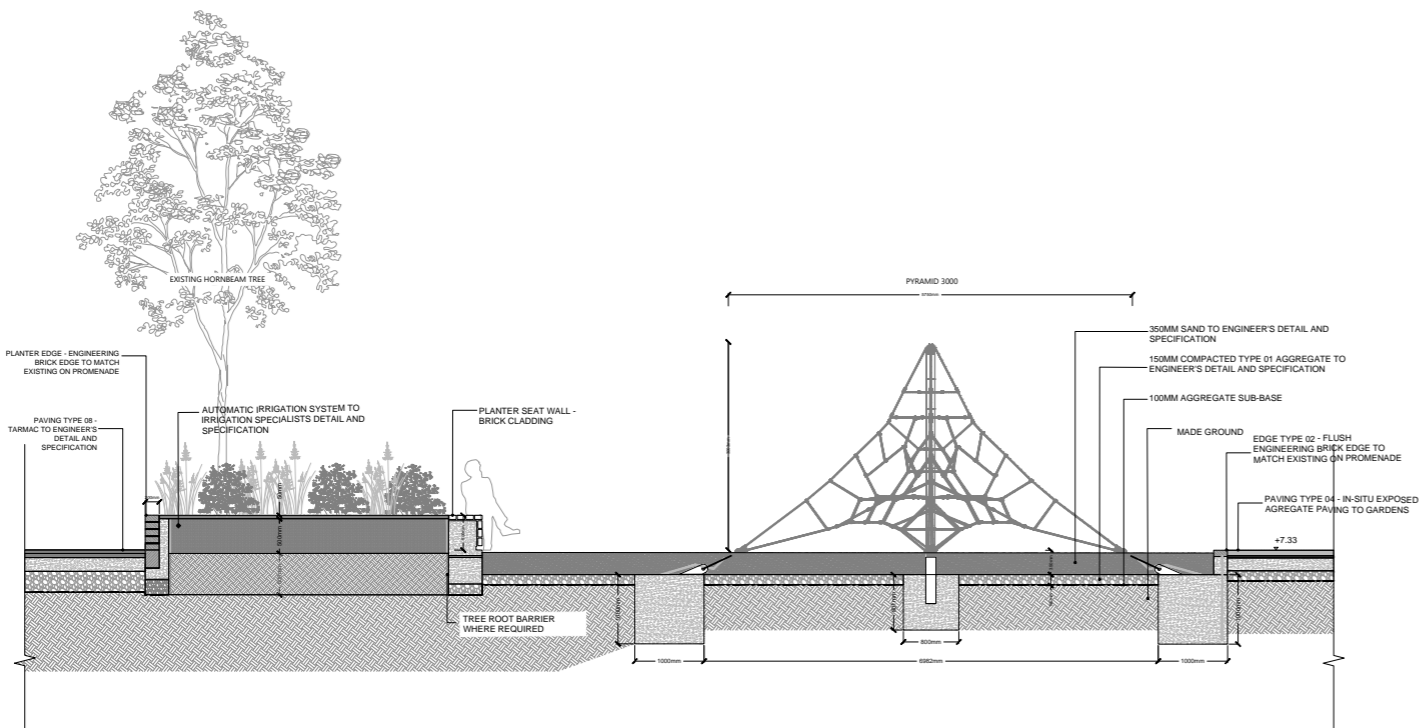 EXISTING HORNBEAM TREE
PYRAMID 3000
350MM SAND TO ENGINEER'S DETAIL AND
SPECIFICATION
150MM COMPACTED TYPE 01 AGGREGATE TO
ENGINEER'S DETAIL AND SPECIFICATION
100MM AGGREGATE SUB-BASE
MADE GROUND
EDGE TYPE 02 - FLUSH
ENGINEERING BRICK EDGE TO
MATCH EXISTING ON PROMENADE
PAVING TYPE 04 - IN-SITU EXPOSED
AGREGATE PAVING TO GARDENS
+7.33
PLANTER EDGE - ENGINEERING
BRICK EDGE TO MATCH
EXISTING ON PROMENADE
PAVING TYPE 08 -
TARMAC TO ENGINEER'S
DETAIL AND
SPECIFICATION
AUTOMATIC IRRIGATION SYSTEM TO
IRRIGATION SPECIALISTS DETAIL AND
SPECIFICATION
PLANTER SEAT WALL -
BRICK CLADDING
TREE ROOT BARRIER
WHERE REQUIRED
500mm
800mm
1000mm
6982mm
1000mm